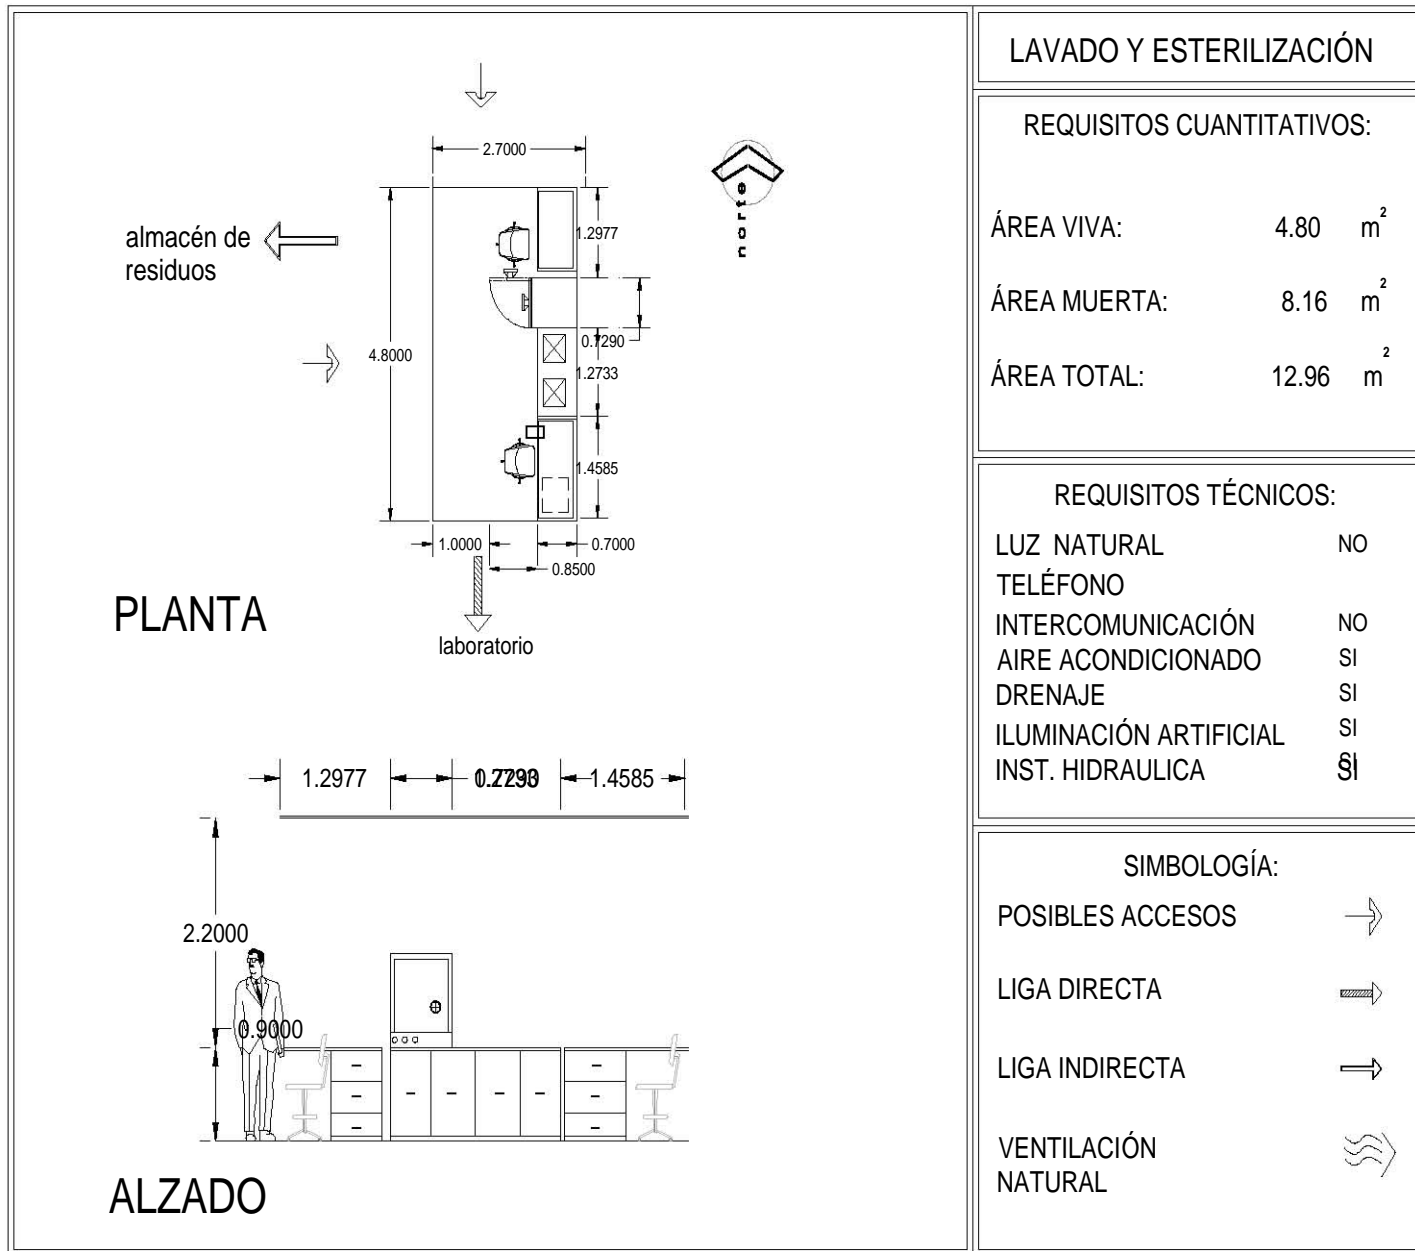 LAVADO Y ESTERILIZACIÓN
REQUISITOS CUANTITATIVOS:
ÁREA VIVA: 4.80 m2
ÁREA MUERTA: 8.16 m2
ÁREA TOTAL: 12.96 m2
REQUISITOS TÉCNICOS:
LUZ NATURAL NO
TELÉFONO
INTERCOMUNICACIÓN NO
AIRE ACONDICIONADO SI
DRENAJE SI
ILUMINACIÓN ARTIFICIAL SI
INST. HIDRAULICA SI
SI
SIMBOLOGÍA:
POSIBLES ACCESOS
LIGA DIRECTA
LIGA INDIRECTA
VENTILACIÓN
NATURAL
2.7000
norte
almacén de
residuos
1.2977
4.8000
0.7290
1.2733
1.4585
1.0000
0.7000
0.8500
laboratorio
PLANTA
1.2977
1.4585
2.2000
0.9000
ALZADO